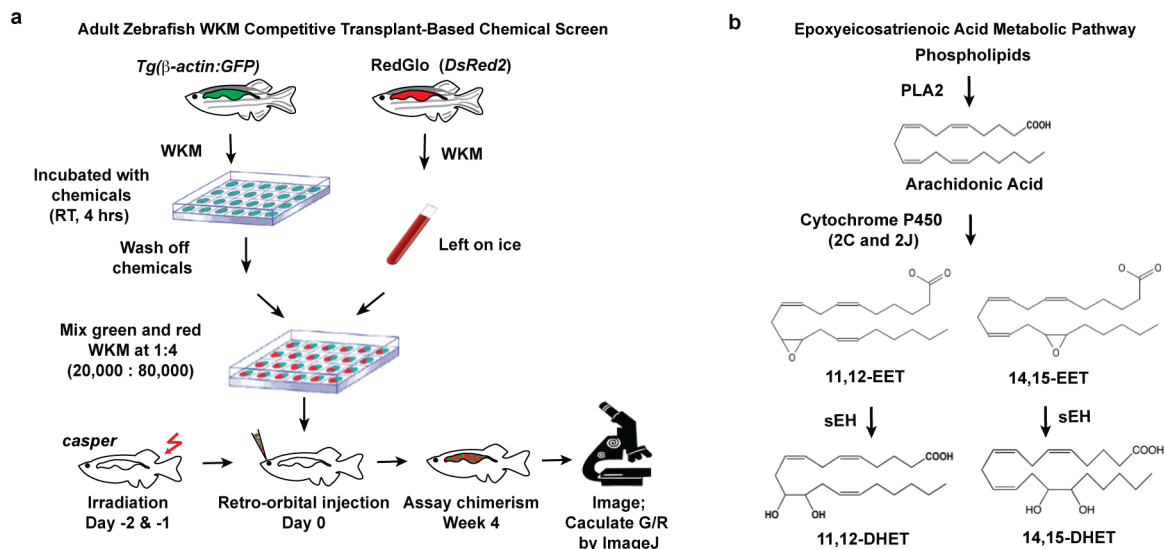 a
Adult Zebrafish WKM Competitive Transplant-Based Chemical Screen
Tg(β-actin:GFP)
RedGlo (DsRed2)
WKM
WKM
Incubated with
chemicals
(RT, 4 hrs)
Wash off
chemicals
Left on ice
Mix green and red
WKM at 1:4
(20,000 : 80,000)
casper
Irradiation
Day -2 & -1
Retro-orbital injection
Day 0
Assay chimerism
Week 4
Image;
Caculate G/R
by ImageJ
b
Epoxyeicosatrienoic Acid Metabolic Pathway
Phospholipids
PLA2
COOH
Arachidonic Acid
Cytochrome P450
(2C and 2J)
O
O
O
O
O
O
11,12-EET
14,15-EET
sEH
sEH
COOH
COOH
HO
OH
HO
OH
11,12-DHET
14,15-DHET